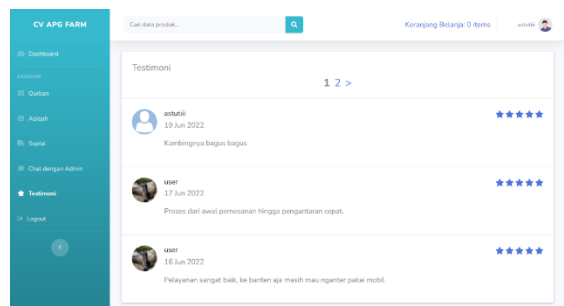 CV APG FARM
Cari data produk...
Keranjang Belanja: 0 items
astutiii
Dashboard
KATEGORI
Qurban
Aqiqah
Suplai
Chat dengan Admin
Testimoni
Logout
Testimoni
1 2 >
astutiii
19 Jun 2022
Kambingnya bagus bagus
user
17 Jun 2022
Proses dari awal pemesanan hingga pengantaran cepat.
user
16 Jun 2022
Pelayanan sangat baik, ke banten aja masih mau nganter pakai mobil